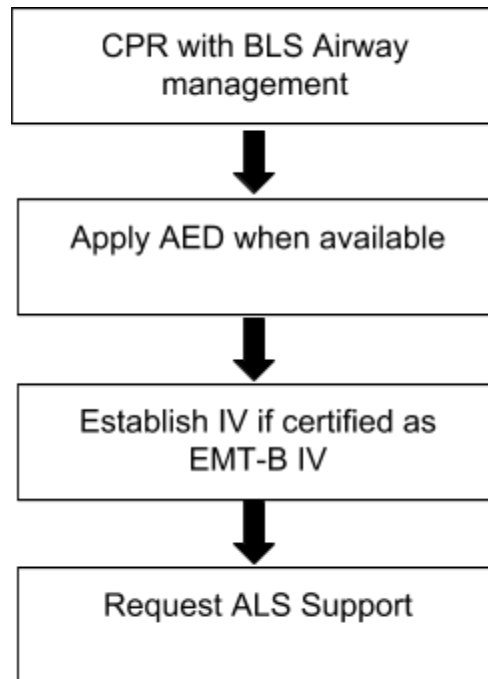 CPR with BLS Airway
management
Apply AED when available
Establish IV if certified as
EMT-B IV
Request ALS Support